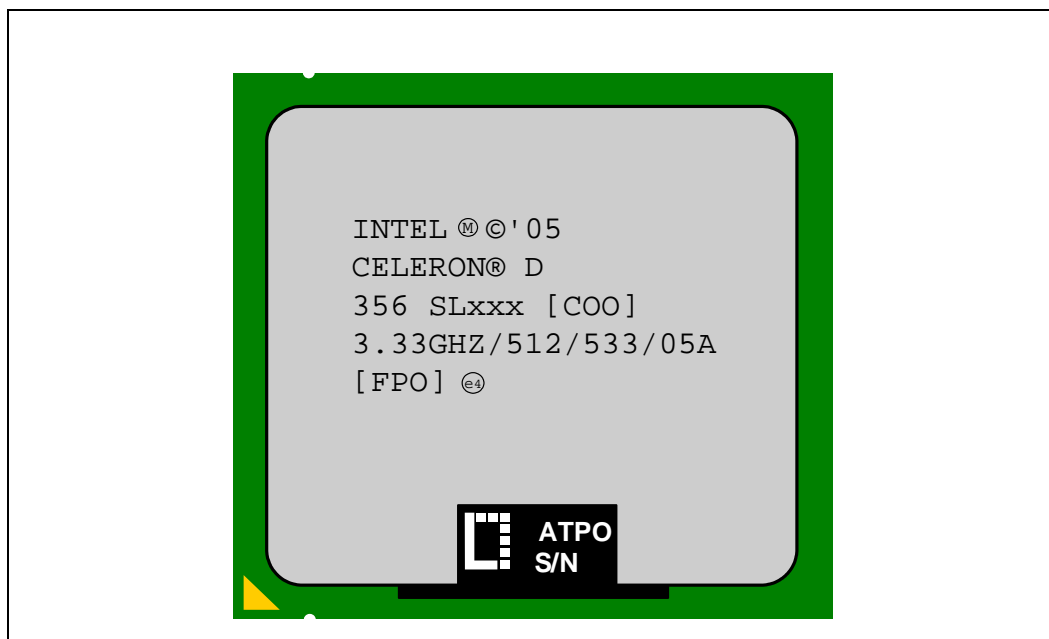 INTEL Ⓜ©'05
CELERON® D
356 SLxxx [COO]
3.33GHZ/512/533/05A
[FPO] (e4)
ATPO
S/N